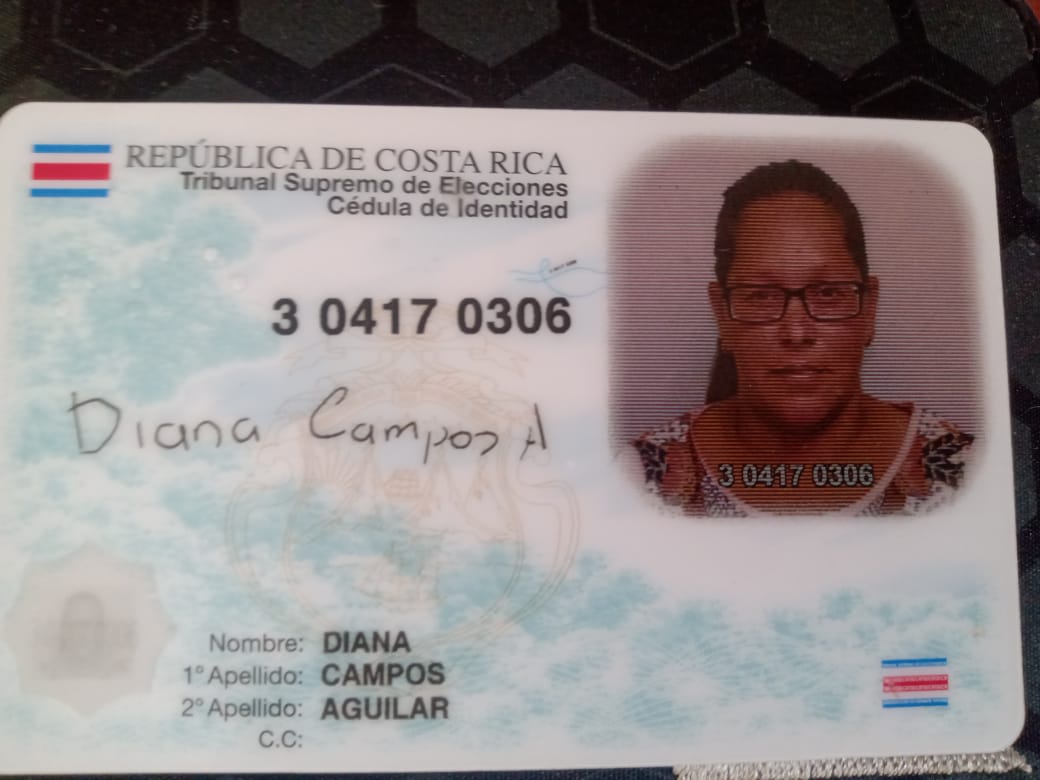 REPÚBLICA DE COSTA RICA
Tribunal Supremo de Elecciones
Cédula de Identidad
3 0417 0306
Diana Campos A
3 0417 0306
Nombre: DIANA
1º Apellido: CAMPOS
2º Apellido: AGUILAR
C.C: